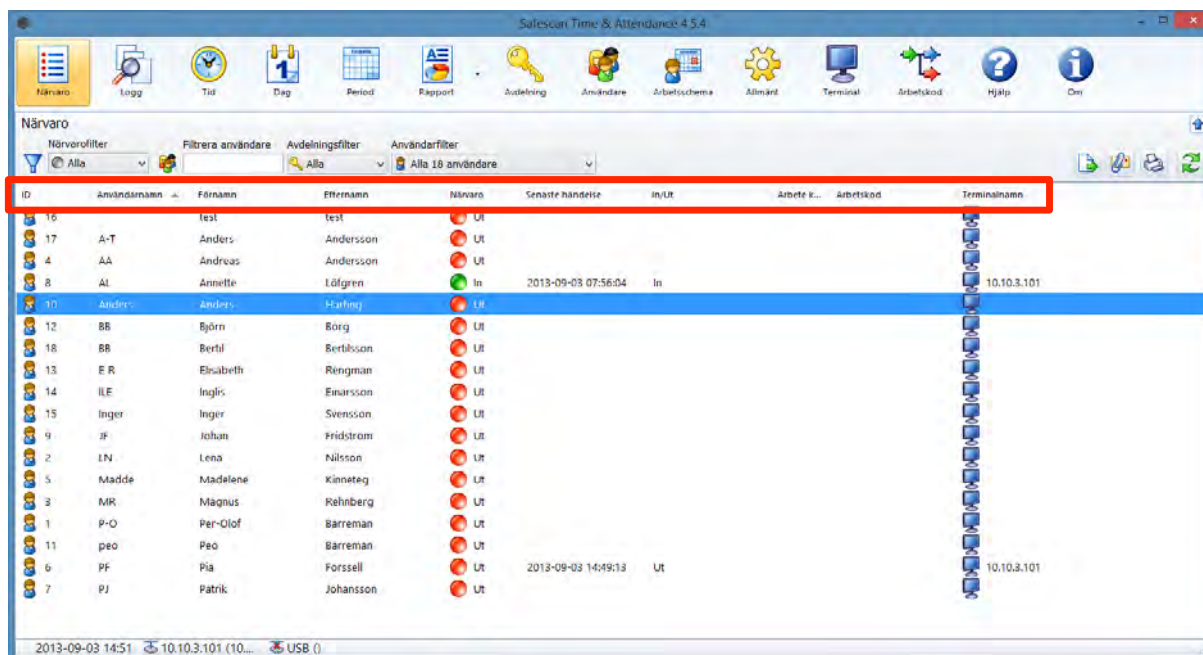 Salescan Time & Attendance 4.5.4
Närvaro Logg Tid Dag Period Rapport Avdelning Användare Arbetsschema Allmänt Terminal Arbetskod Hjälp Om
Närvaro
Närvarofilter Filtrera användare Avdelningsfilter Användarfilter
Alla Alla Alla 18 användare
ID Användarnamn Förnamn Efternamn Närvaro Senaste händelse In/Ut Arbete k... Arbetskod Terminalnamn
16 test test Ut
17 A-T Anders Andersson Ut
4 AA Andreas Andersson Ut
8 AL Annette Löfgren In 2013-09-03 07:56:04 In 10.10.3.101
10 Anders Anders Ut
12 BB Björn Borg Ut
18 BB Bertil Bertilsson Ut
13 E R Elisabeth Rengman Ut
14 ILE Inglis Einarsson Ut
15 Inger Inger Svensson Ut
9 JF Johan Fridstrom Ut
2 LN Lena Nilsson Ut
5 Madde Madelene Kinneteg Ut
3 MR Magnus Rehnberg Ut
1 P-O Per-Olof Barreman Ut
11 peo Peo Barreman Ut
6 PF Pia Forssell Ut 2013-09-03 14:49:13 Ut 10.10.3.101
7 PJ Patrik Johansson Ut
2013-09-03 14:51 10.10.3.101 (10.... USB ()